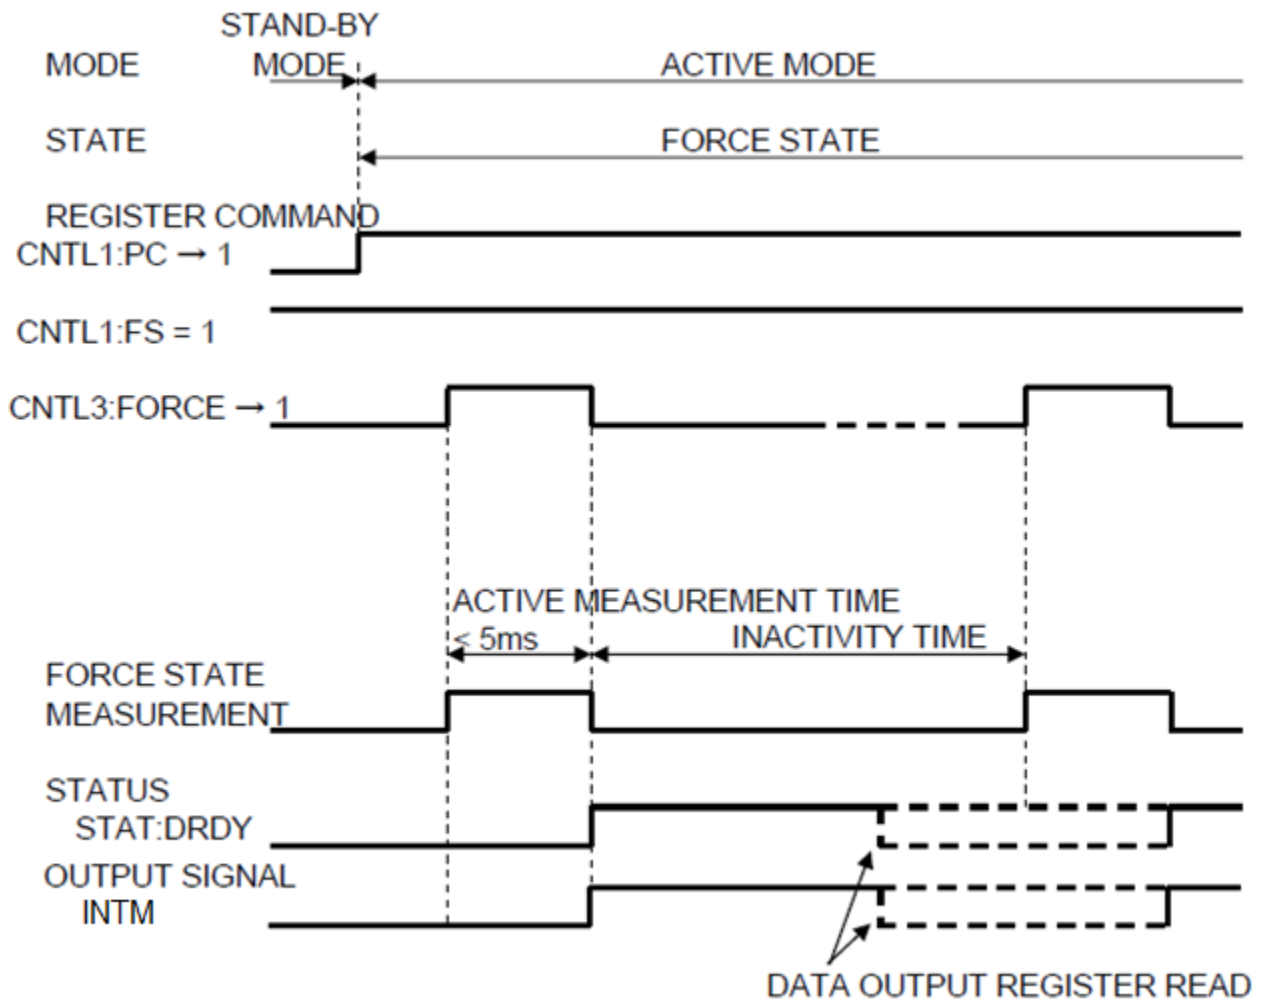 STAND-BY
MODE MODE ACTIVE MODE
STATE FORCE STATE
REGISTER COMMAND
CNTL1:PC → 1
CNTL1:FS = 1
CNTL3:FORCE → 1
ACTIVE MEASUREMENT TIME
< 5ms INACTIVITY TIME
FORCE STATE
MEASUREMENT
STATUS
STAT:DRDY
OUTPUT SIGNAL
INTM
DATA OUTPUT REGISTER READ